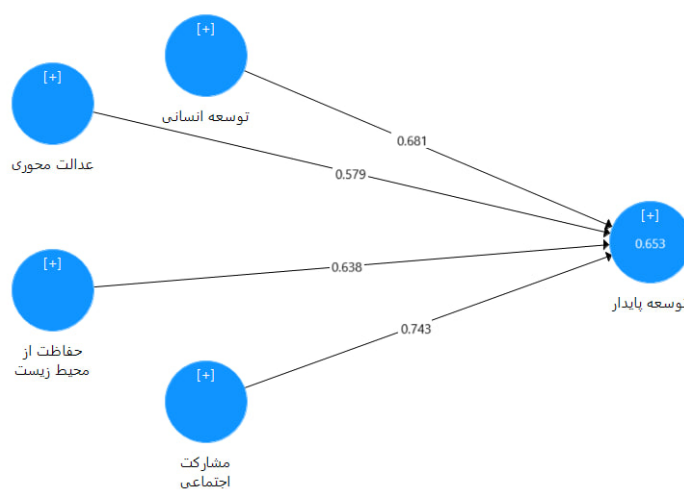 [+]
توسعه انسانی
[+]
عدالت محوری
0.681
0.579
[+]
0.653
توسعه پایدار
[+]
حفاظت از
محیط زیست
0.638
0.743
[+]
مشارکت
اجتماعی